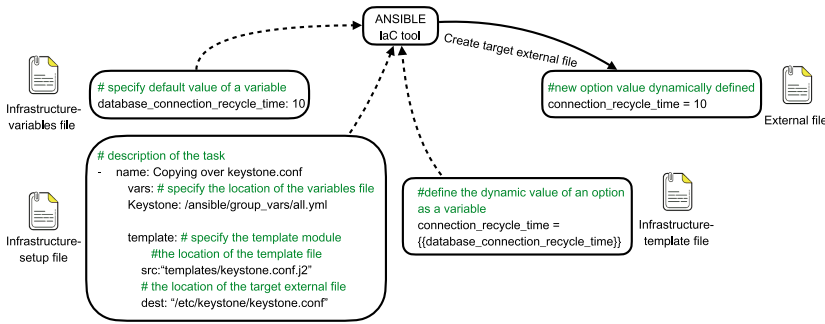 ANSIBLE
IaC tool
Create target external file
Infrastructure-
variables file
# specify default value of a variable
database_connection_recycle_time: 10
#new option value dynamically defined
connection_recycle_time = 10
External file
Infrastructure-
setup file
# description of the task
- name: Copying over keystone.conf
vars: # specify the location of the variables file
Keystone: /ansible/group_vars/all.yml
template: # specify the template module
#the location of the template file
src:“templates/keystone.conf.j2”
# the location of the target external file
dest: “/etc/keystone/keystone.conf”
#define the dynamic value of an option
as a variable
connection_recycle_time =
{{database_connection_recycle_time}}
Infrastructure-
template file